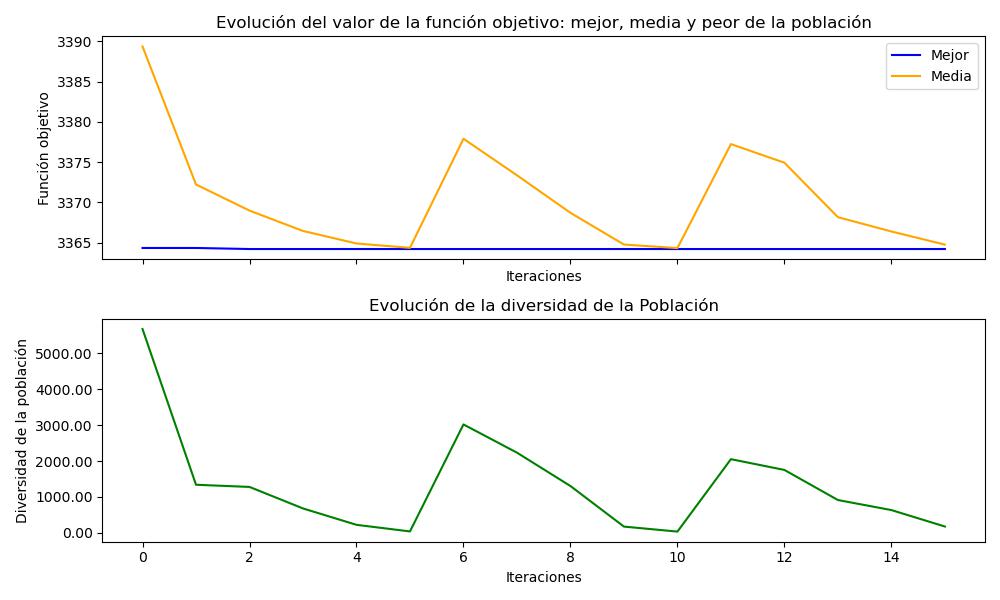 Evolución del valor de la función objetivo: mejor, media y peor de la población
3390
3385
3380
3375
3370
3365
Función objetivo
Mejor
Media
Iteraciones
Evolución de la diversidad de la Población
5000.00
4000.00
3000.00
2000.00
1000.00
0.00
Diversidad de la población
0 2 4 6 8 10 12 14
Iteraciones